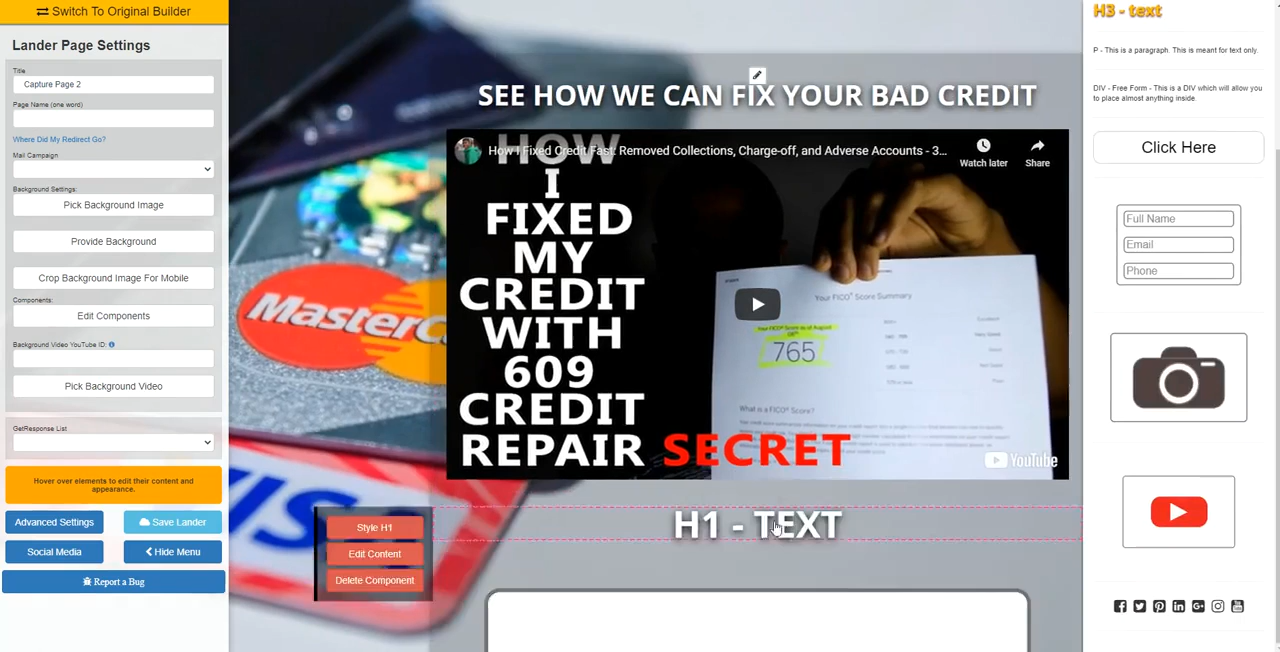 Switch To Original Builder
Lander Page Settings
Title
Capture Page 2
Page Name (one word)
Where Did My Redirect Go?
Mail Campaign
Background Settings:
Pick Background Image
Provide Background
Crop Background Image For Mobile
Components:
Edit Components
Background Video YouTube ID:
Pick Background Video
GetResponse List
Hover over elements to edit their content and
appearance.
Advanced Settings
Save Lander
Social Media
Hide Menu
Report a Bug
SEE HOW WE CAN FIX YOUR BAD CREDIT
How I Fixed Credit Fast: Removed Collections, Charge-off, and Adverse Accounts - 3...
Watch later
Share
HOW
I
FIXED
MY
CREDIT
WITH
609
CREDIT
REPAIR SECRET
Your FICO® Score Summary
765
What is a FICO® Score?
YouTube
MasterC
VIS
Style H1
Edit Content
Delete Component
H1 - TEXT
H3 - text
P - This is a paragraph. This is meant for text only.
DIV - Free Form - This is a DIV which will allow you
to place almost anything inside.
Click Here
Full Name
Email
Phone